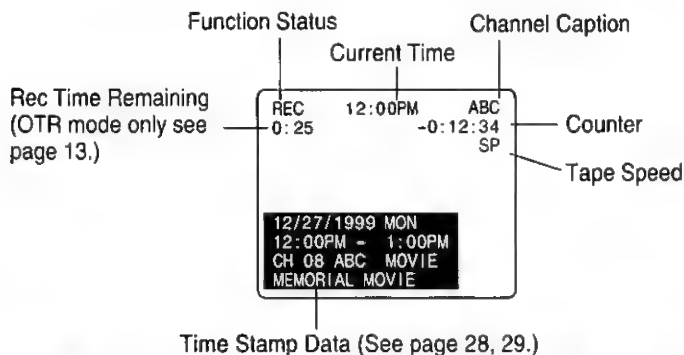 Function Status
Channel Caption
Current Time
Rec Time Remaining
(OTR mode only see
page 13.)
REC 12:00PM ABC
0:25 -0:12:34
SP
Counter
Tape Speed
12/27/1999 MON
12:00PM - 1:00PM
CH 08 ABC MOVIE
MEMORIAL MOVIE
Time Stamp Data (See page 28, 29.)